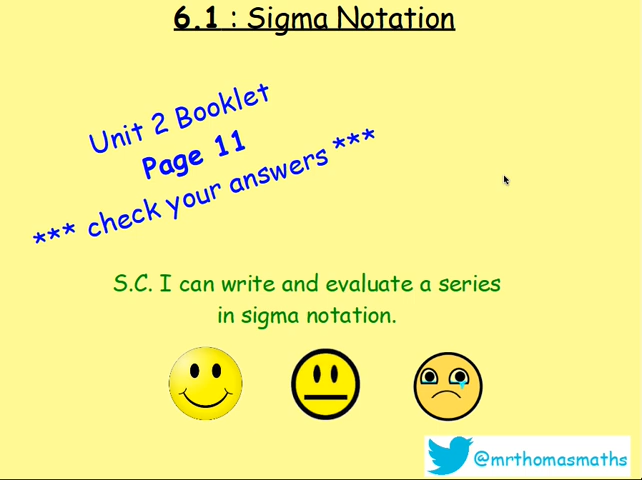 6.1 : Sigma Notation
Unit 2 Booklet
Page 11
*** check your answers ***
S.C. I can write and evaluate a series
in sigma notation.
@mrthomasmaths